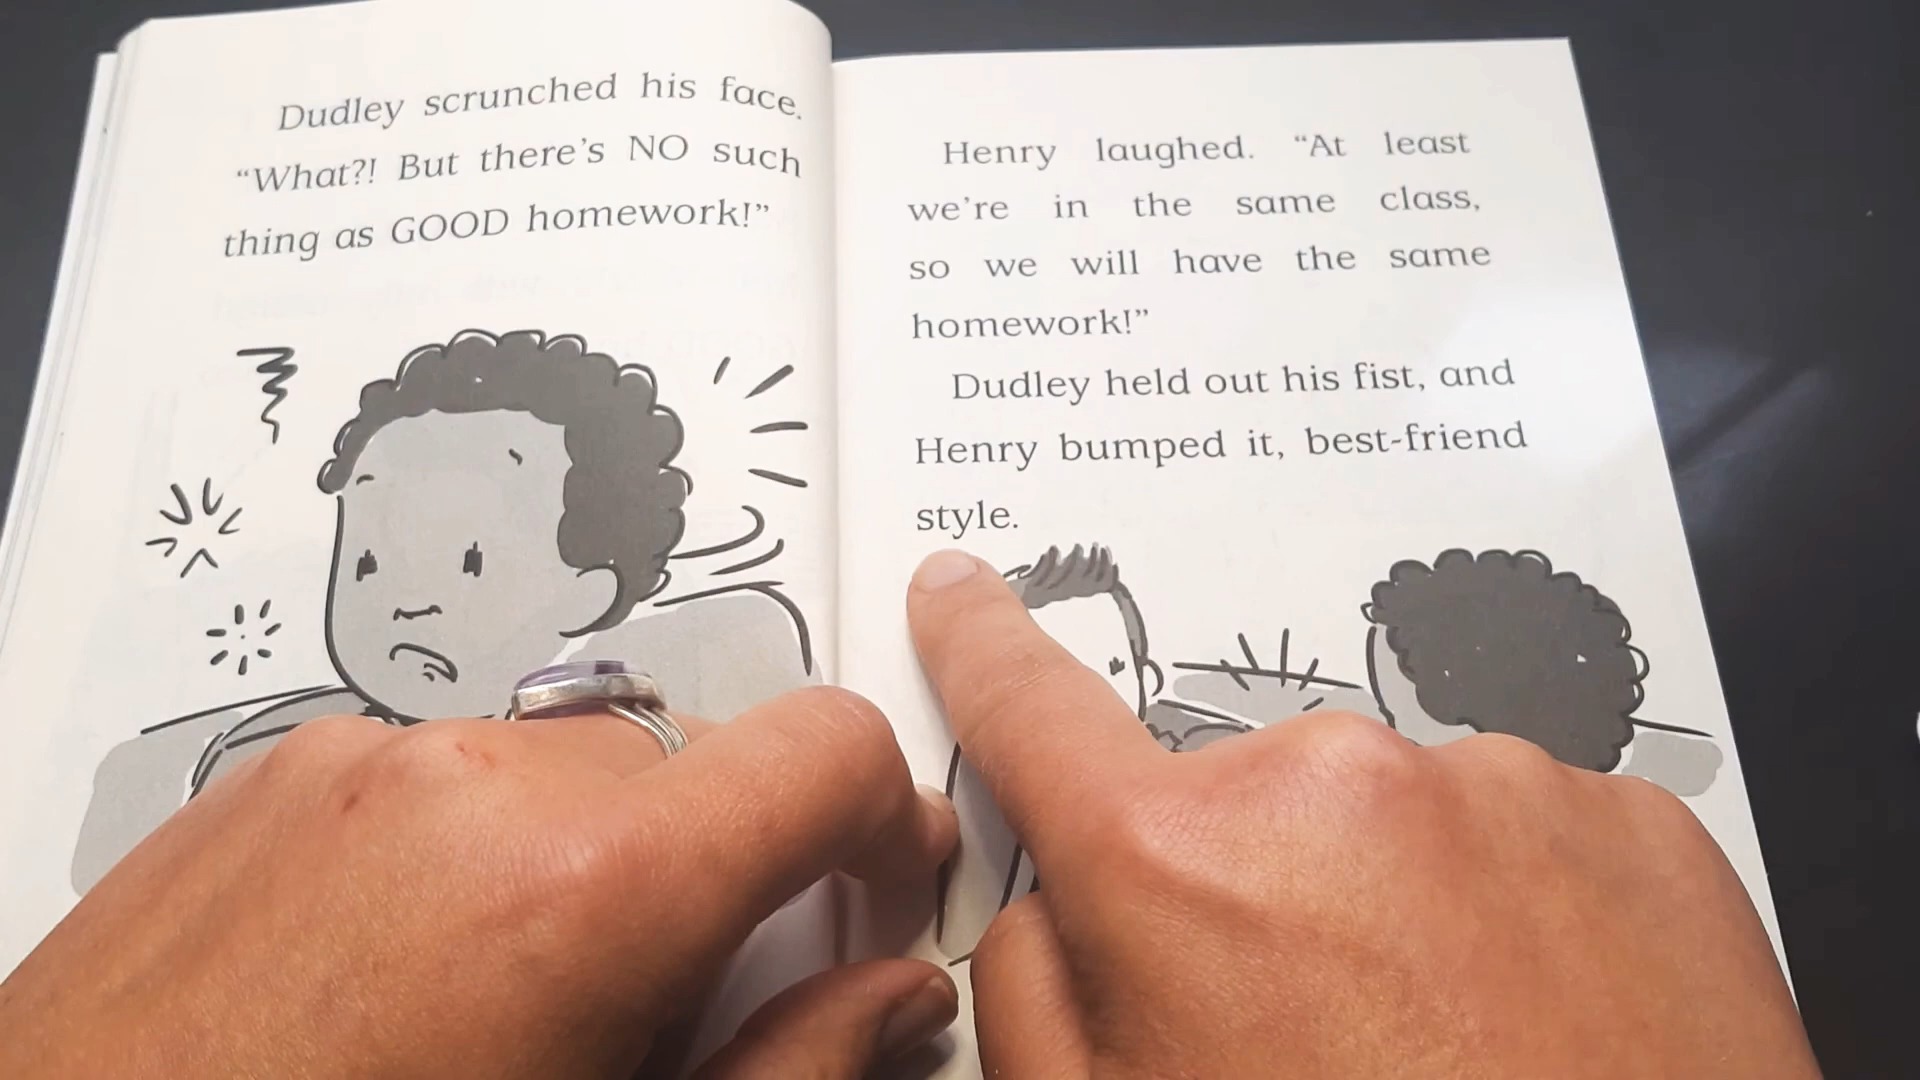 Dudley scrunched his face.
“What?! But there’s NO such
thing as GOOD homework!”
Henry laughed. “At least
we’re in the same class,
so we will have the same
homework!”
Dudley held out his fist, and
Henry bumped it, best-friend
style.